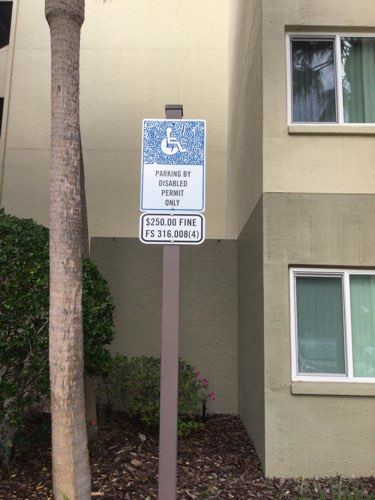 PARKING BY
DISABLED
PERMIT
ONLY
$250.00 FINE
FS 316.008(4)